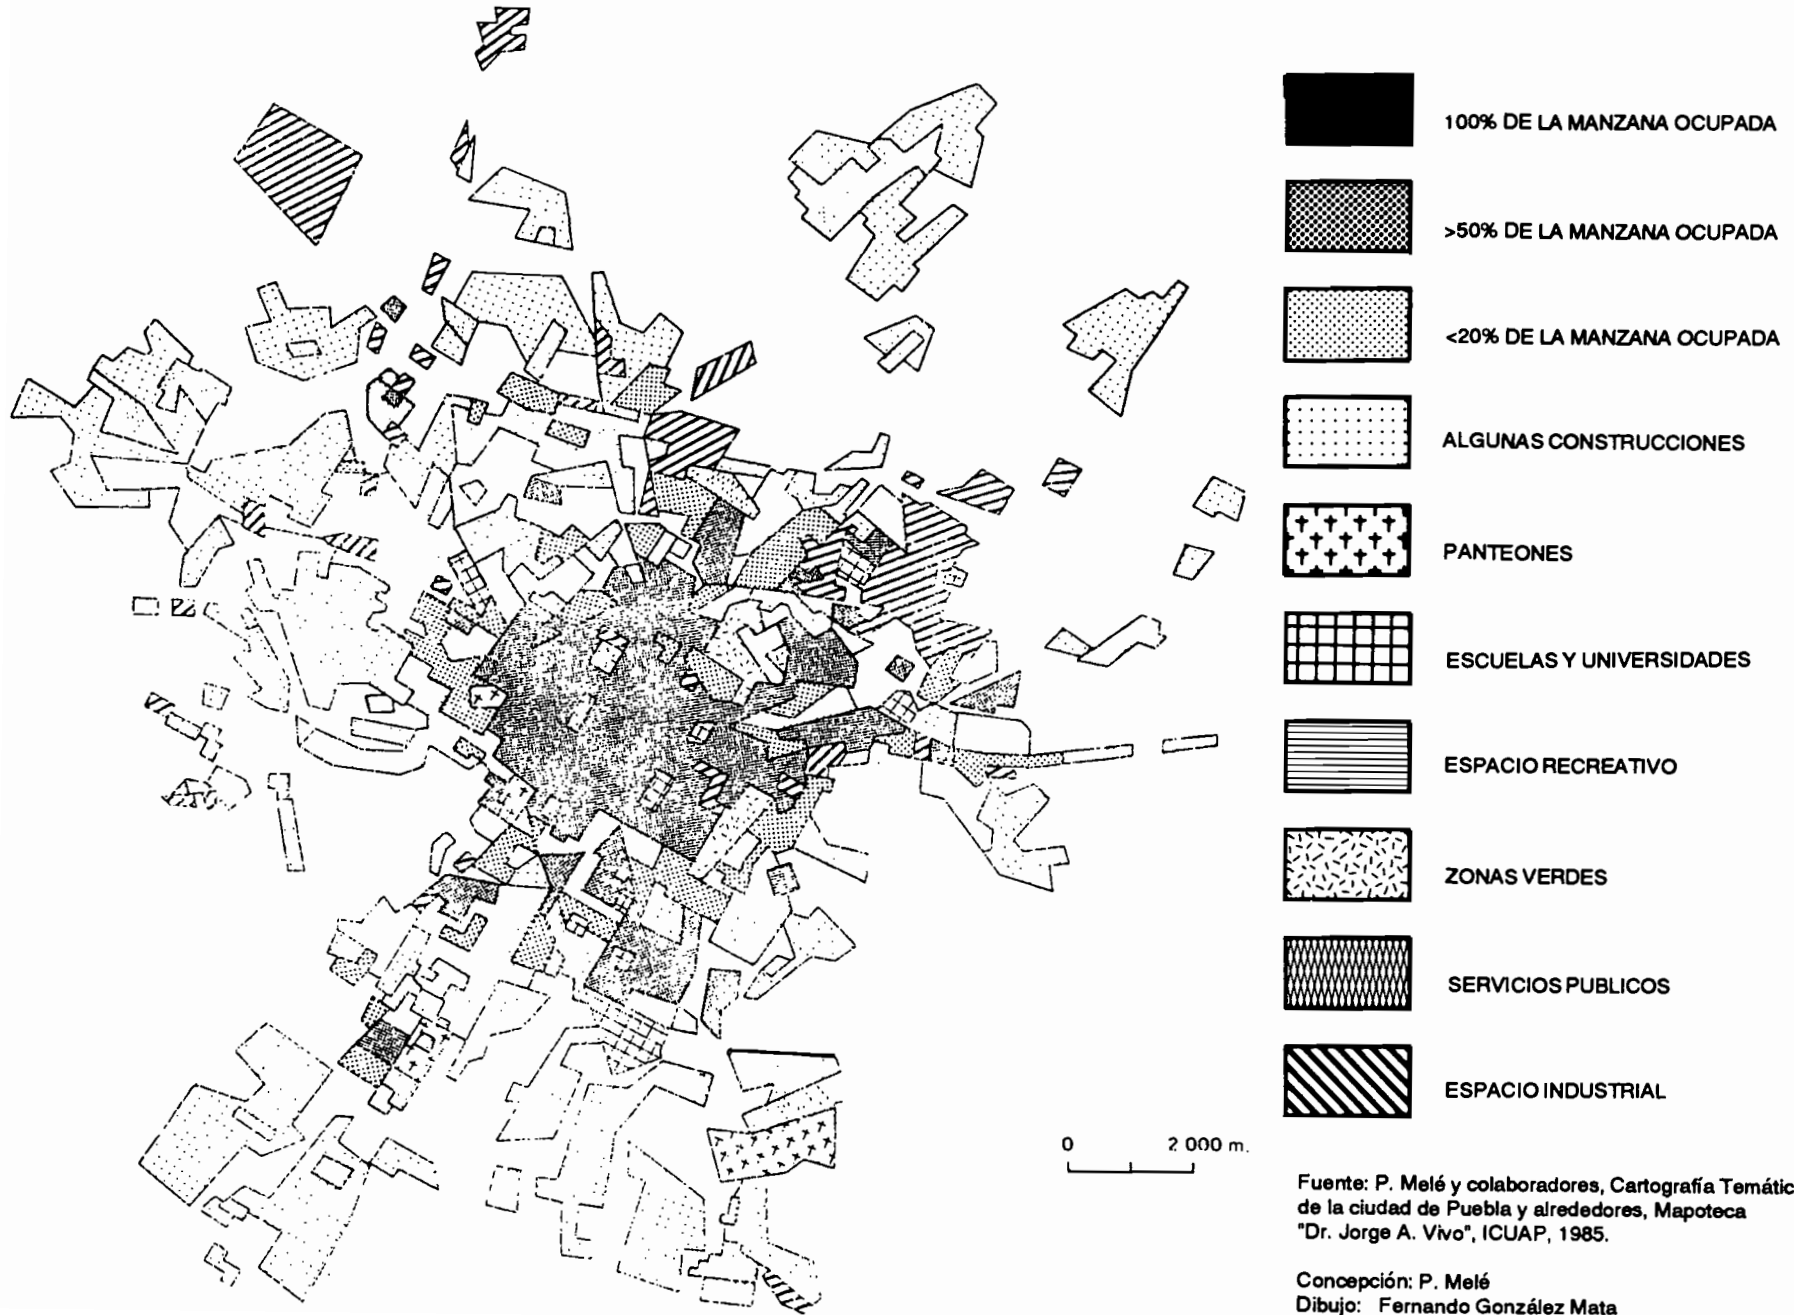 100% DE LA MANZANA OCUPADA
>50% DE LA MANZANA OCUPADA
<20% DE LA MANZANA OCUPADA
ALGUNAS CONSTRUCCIONES
PANTEONES
ESCUELAS Y UNIVERSIDADES
ESPACIO RECREATIVO
ZONAS VERDES
SERVICIOS PUBLICOS
ESPACIO INDUSTRIAL
0 2 000 m.
Fuente: P. Melé y colaboradores, Cartografía Temátic
de la ciudad de Puebla y alrededores, Mapoteca
"Dr. Jorge A. Vivo", ICUAP, 1985.
Concepción: P. Melé
Dibujo: Fernando González Mata